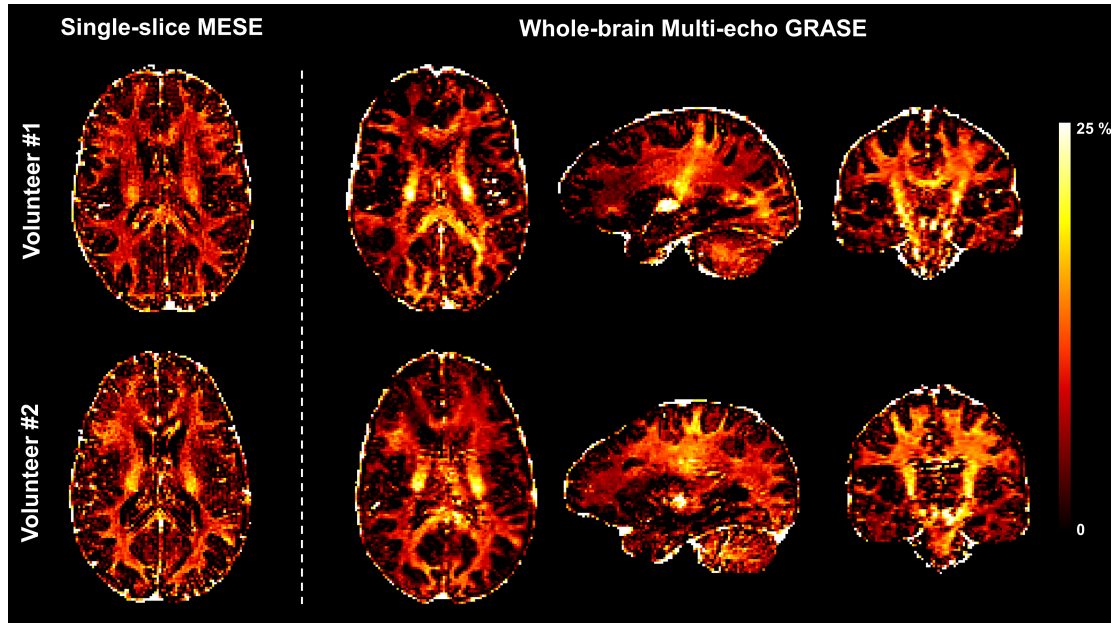 Single-slice MESE
Whole-brain Multi-echo GRASE
Volunteer #1
25 %
Volunteer #2
0